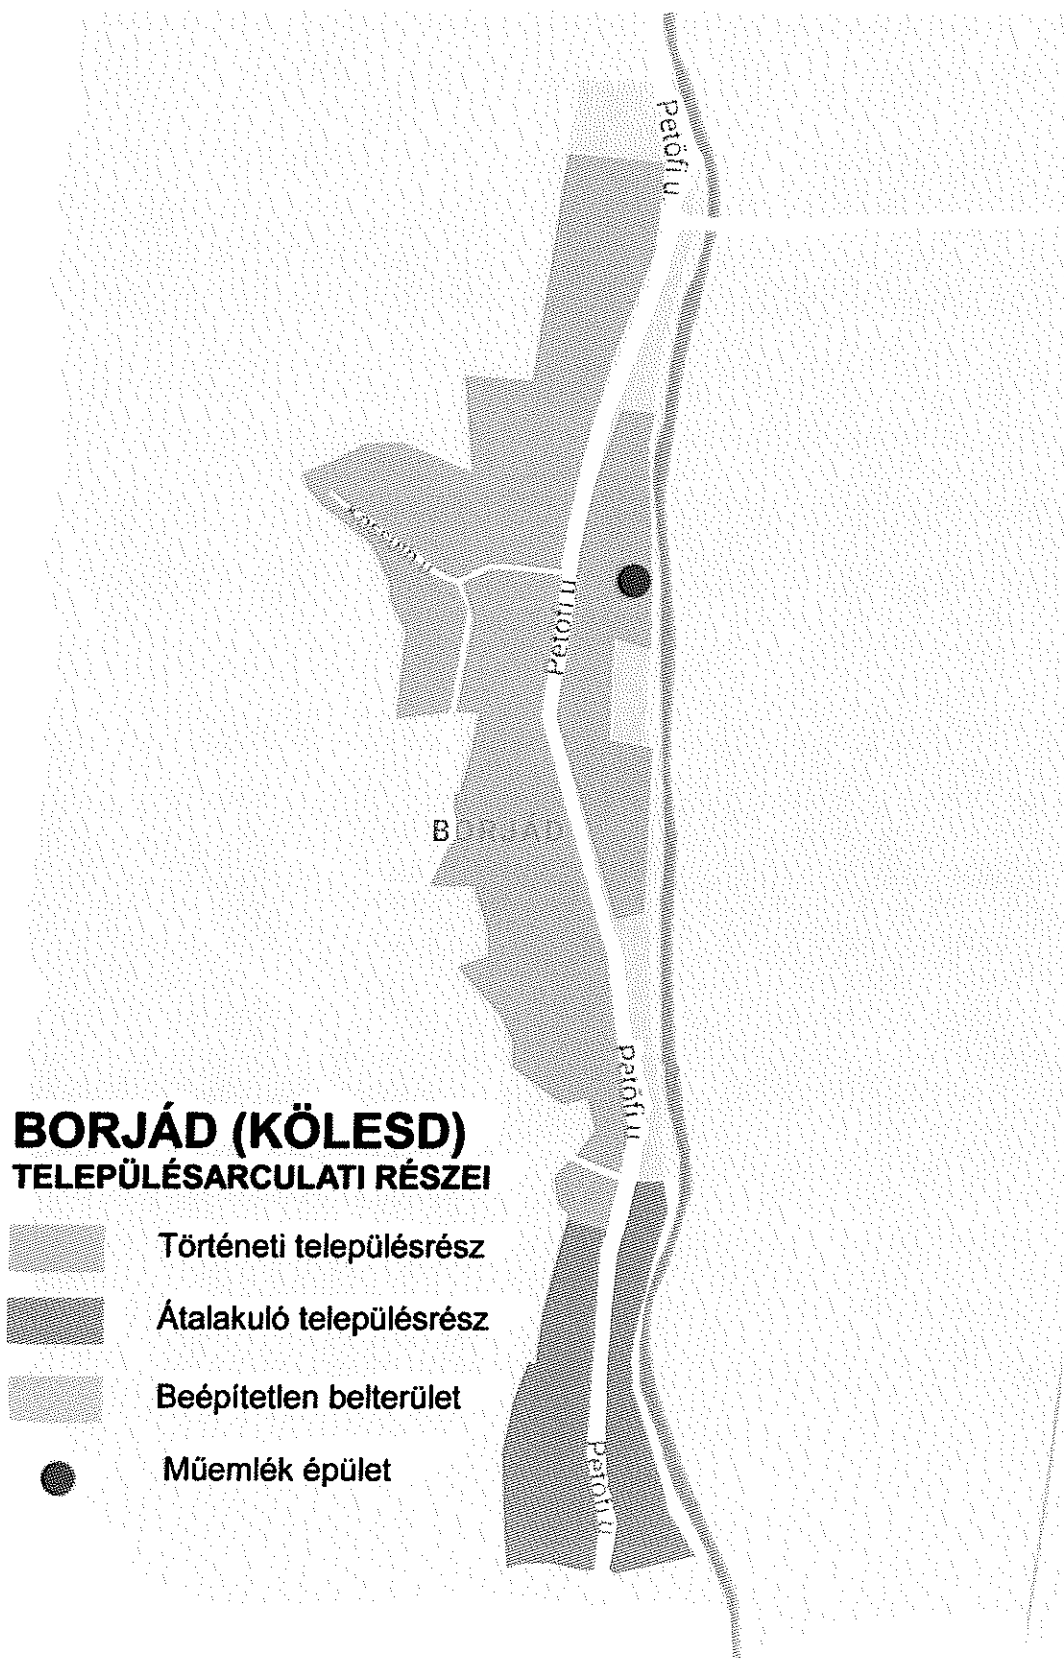 petőfi u.
Petőfi u
petőfi u
BORJÁD (KÖLESD)
TELEPÜLÉSARCULATI RÉSZEI
Történeti településrész
Átalakuló településrész
Beépítetlen belterület
Műemlék épület
petőfi u